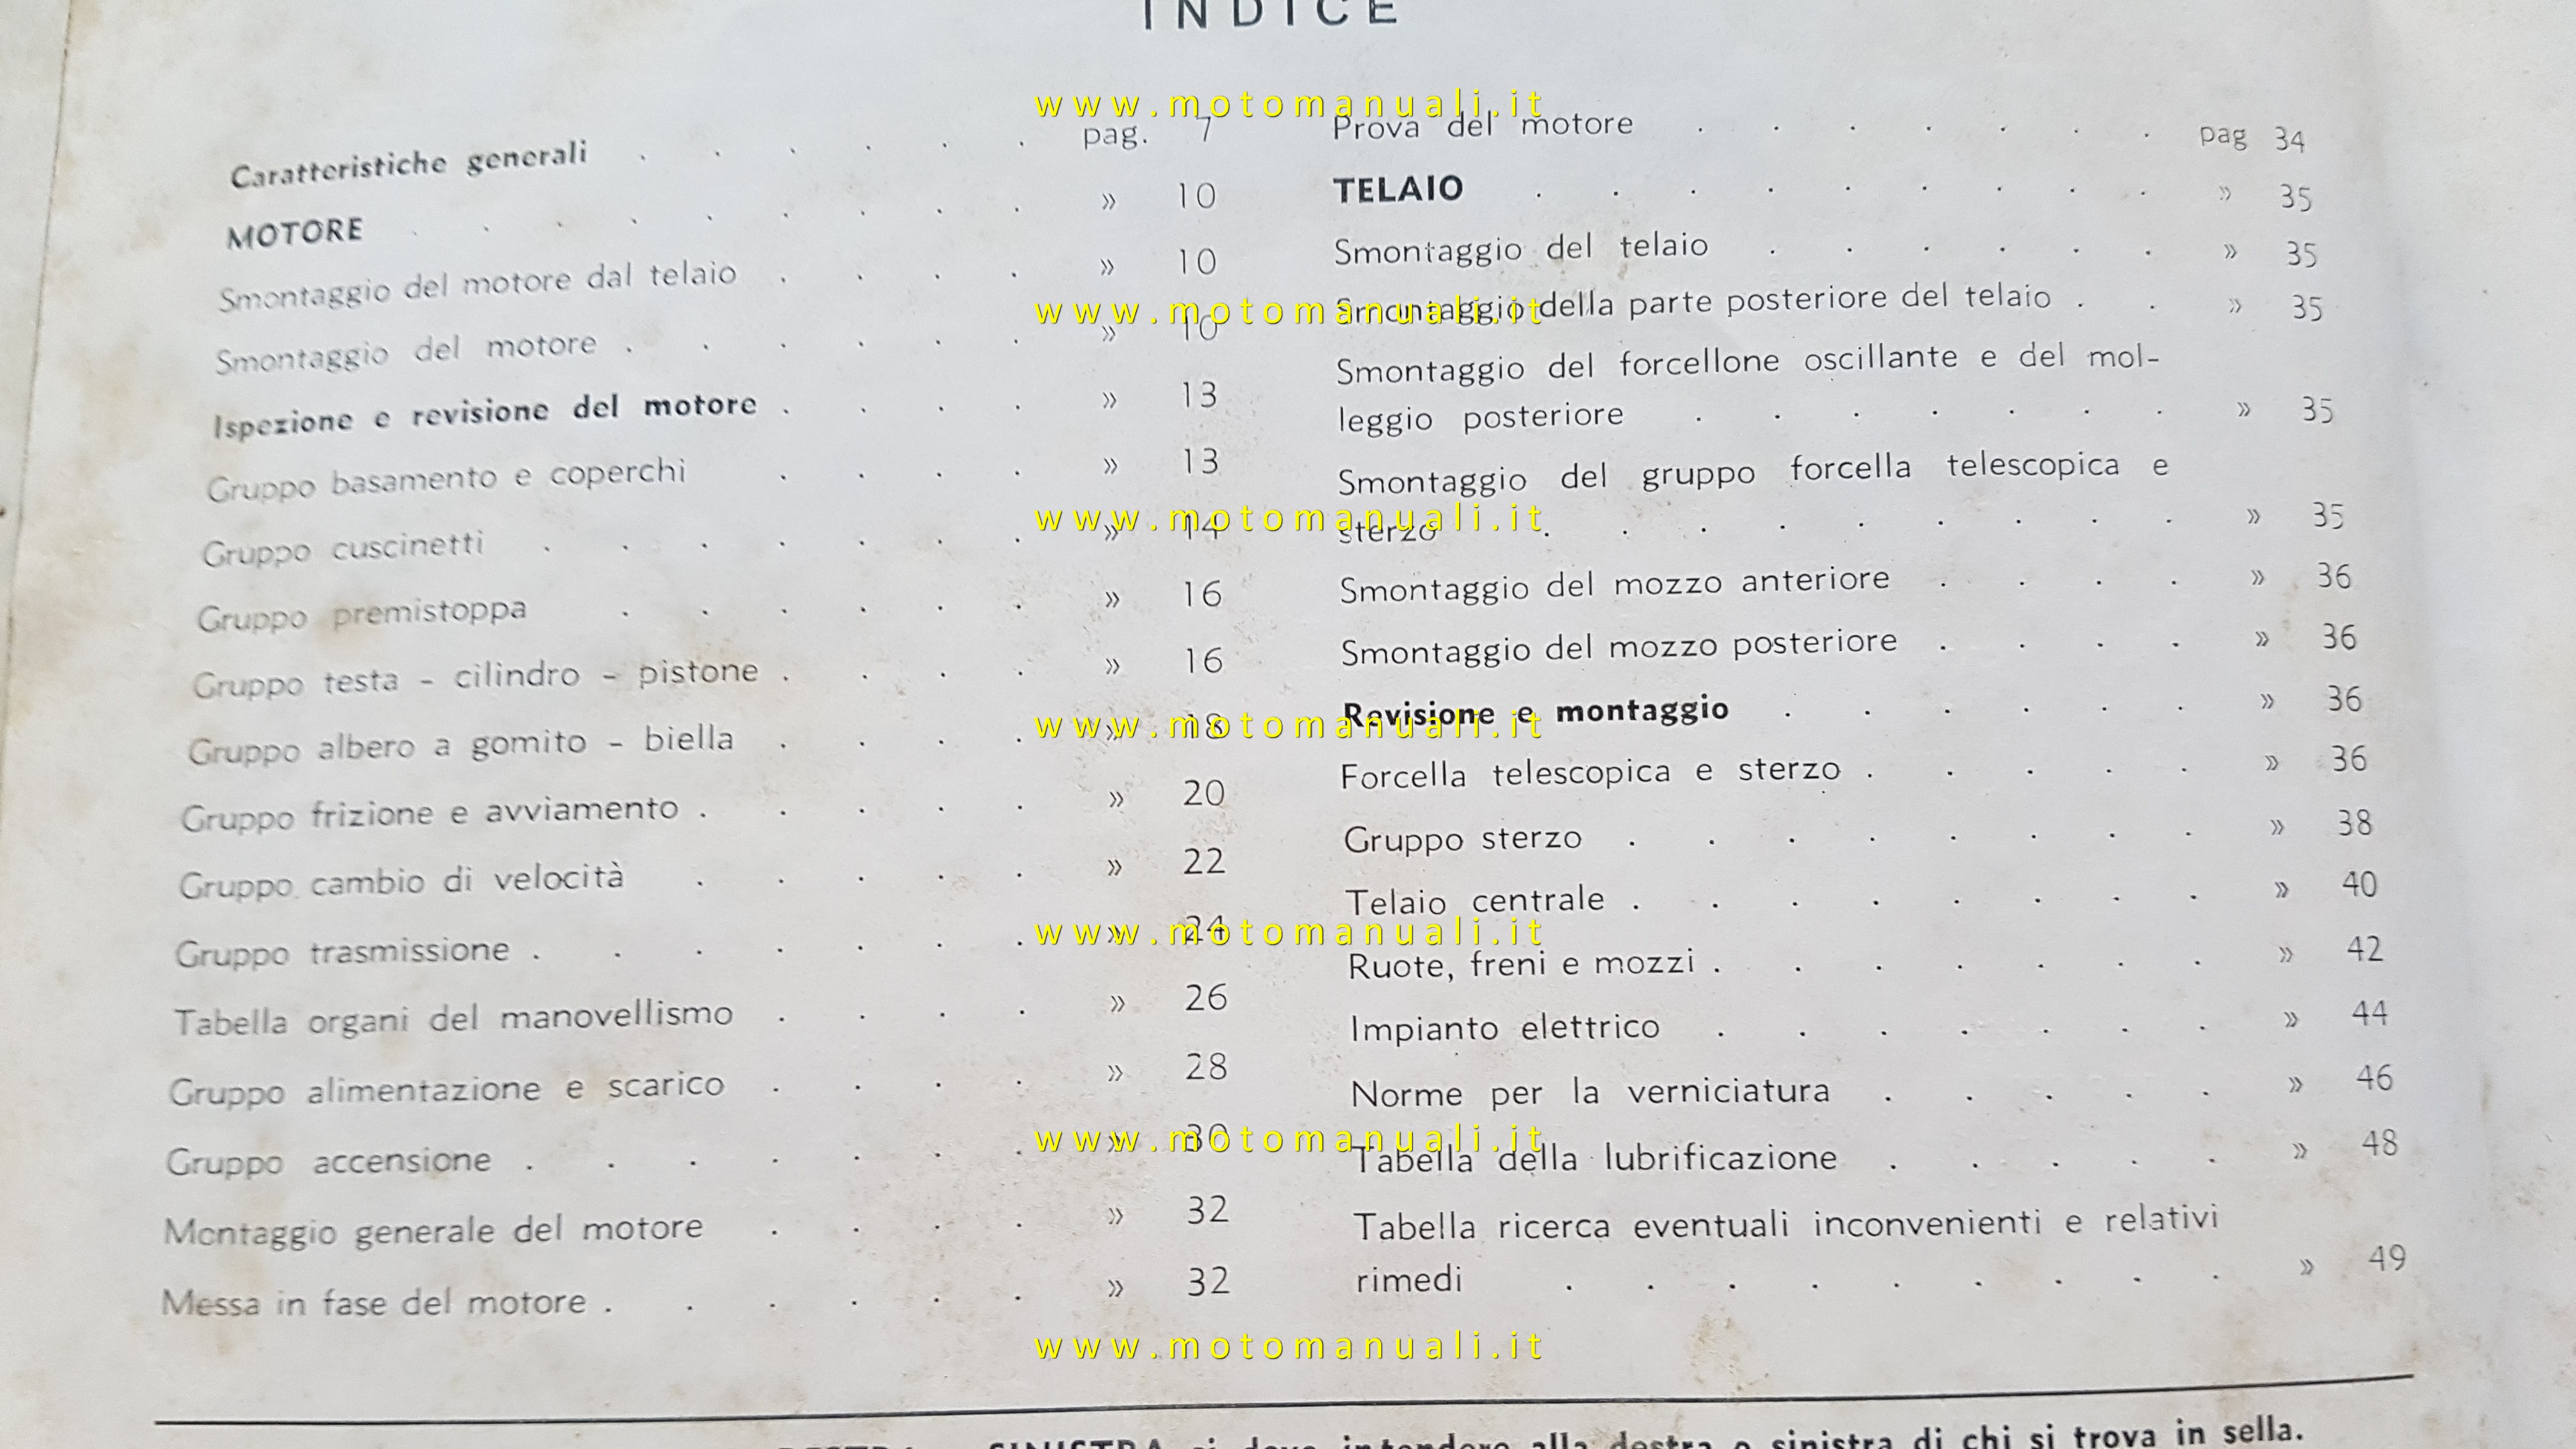 INDICE
Caratteristiche generali . . . . . . pag. 7
MOTORE . . . . . . . . . » 10
Smontaggio del motore dal telaio . . . . » 10
Smontaggio del motore . . . . . . » 10
Ispezione e revisione del motore . . . . » 13
Gruppo basamento e coperchi . . . . » 13
Gruppo cuscinetti . . . . . . . » 14
Gruppo premistoppa . . . . . . » 16
Gruppo testa - cilindro - pistone . . . . » 16
Gruppo albero a gomito - biella . . . . » 18
Gruppo frizione e avviamento . . . . . » 20
Gruppo cambio di velocità . . . . . » 22
Gruppo trasmissione . . . . . . . » 24
Tabella organi del manovellismo . . . . » 26
Gruppo alimentazione e scarico . . . . » 28
Gruppo accensione . . . . . . . » 30
Montaggio generale del motore . . . . » 32
Messa in fase del motore . . . . . . » 32
Prova del motore . . . . . . . pag 34
TELAIO . . . . . . . . . » 35
Smontaggio del telaio . . . . . . » 35
Smontaggio della parte posteriore del telaio . . » 35
Smontaggio del forcellone oscillante e del mol-
leggio posteriore . . . . . . . » 35
Smontaggio del gruppo forcella telescopica e
sterzo . . . . . . . . . » 35
Smontaggio del mozzo anteriore . . . . » 36
Smontaggio del mozzo posteriore . . . . » 36
Revisione e montaggio . . . . . . » 36
Forcella telescopica e sterzo . . . . . » 36
Gruppo sterzo . . . . . . . . » 38
Telaio centrale . . . . . . . . » 40
Ruote, freni e mozzi . . . . . . . » 42
Impianto elettrico . . . . . . . » 44
Norme per la verniciatura . . . . . » 46
Tabella della lubrificazione . . . . . » 48
Tabella ricerca eventuali inconvenienti e relativi
rimedi . . . . . . . . . » 49
SINISTRA si deve intendere alla destra o sinistra di chi si trova in sella.
www.motomanuali.it
www.motomanuali.it
www.motomanuali.it
www.motomanuali.it
www.motomanuali.it
www.motomanuali.it
www.motomanuali.it